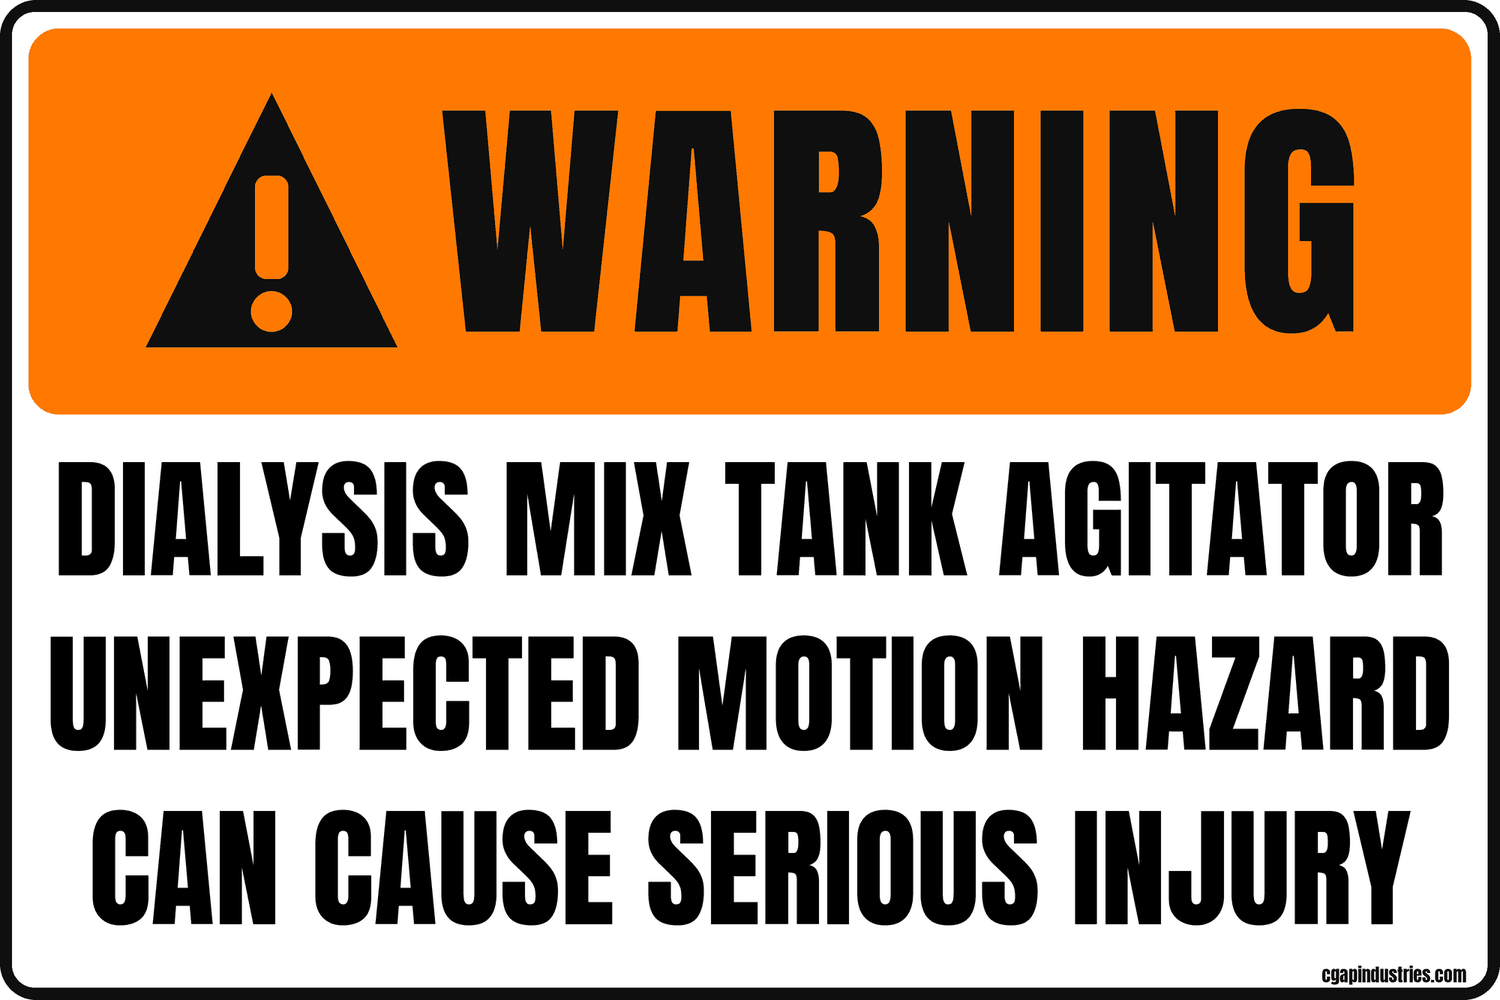 WARNING
DIALYSIS MIX TANK AGITATOR
UNEXPECTED MOTION HAZARD
CAN CAUSE SERIOUS INJURY
cgapindustries.com